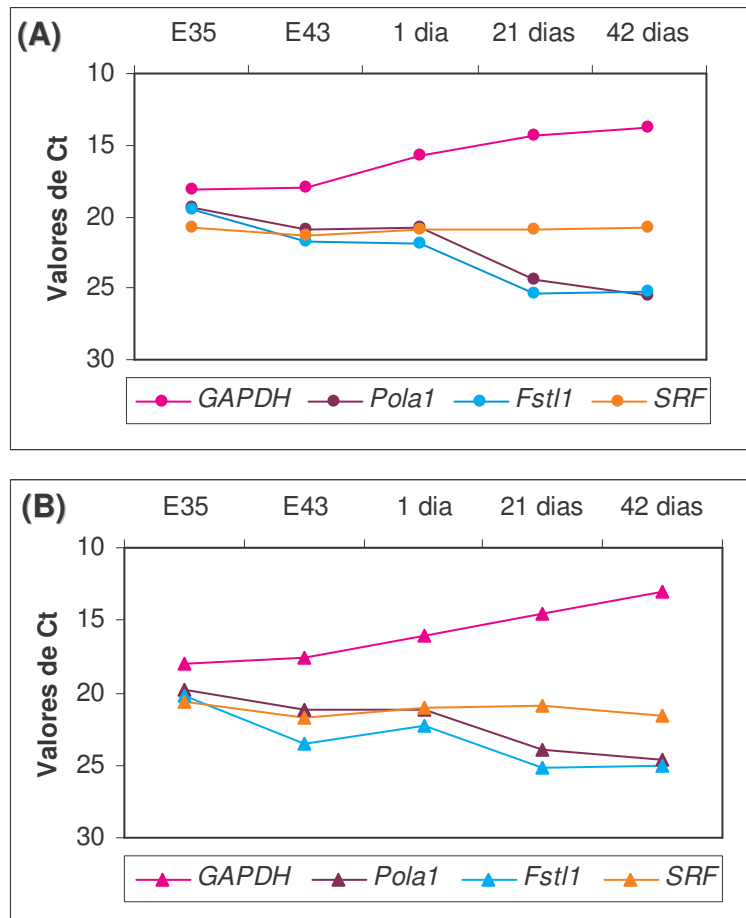 (A)
E35 E43 1 dia 21 dias 42 dias
10
15
20
25
30
Valores de Ct
GAPDH Pola1 Fstl1 SRF
(B)
E35 E43 1 dia 21 dias 42 dias
10
15
20
25
30
Valores de Ct
GAPDH Pola1 Fstl1 SRF